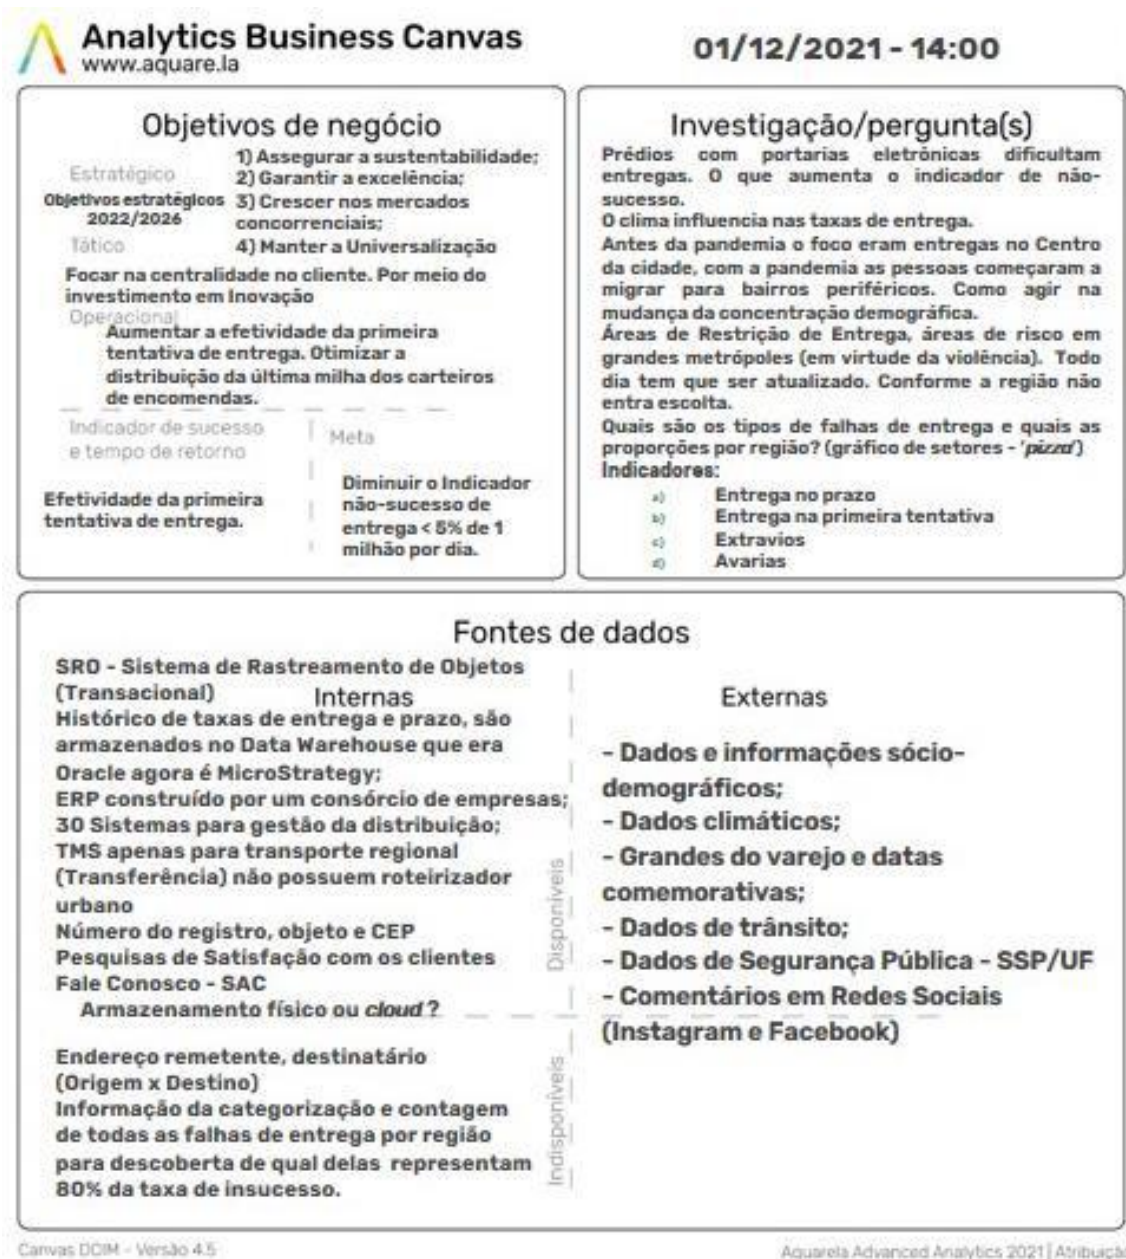 Analytics Business Canvas
www.aquare.la
01/12/2021 - 14:00
Objetivos de negócio
Estratégico
Objetivos estratégicos
2022/2026
1) Assegurar a sustentabilidade;
2) Garantir a excelência;
3) Crescer nos mercados
concorrenciais;
4) Manter a Universalização
Tático
Focar na centralidade no cliente. Por meio do
investimento em Inovação
Operacional
Aumentar a efetividade da primeira
tentativa de entrega. Otimizar a
distribuição da última milha dos carteiros
de encomendas.
Indicador de sucesso
e tempo de retorno
Efetividade da primeira
tentativa de entrega.
Meta
Diminuir o Indicador
não-sucesso de
entrega < 5% de 1
milhão por dia.
Investigação/pergunta(s)
Prédios com portarias eletrônicas dificultam
entregas. O que aumenta o indicador de não-
sucesso.
O clima influencia nas taxas de entrega.
Antes da pandemia o foco eram entregas no Centro
da cidade, com a pandemia as pessoas começaram a
migrar para bairros periféricos. Como agir na
mudança da concentração demográfica.
Áreas de Restrição de Entrega, áreas de risco em
grandes metrópoles (em virtude da violência). Todo
dia tem que ser atualizado. Conforme a região não
entra escolta.
Quais são os tipos de falhas de entrega e quais as
proporções por região? (gráfico de setores - 'pizza')
Indicadores:
a) Entrega no prazo
b) Entrega na primeira tentativa
c) Extravios
d) Avarias
Fontes de dados
Internas
SRO - Sistema de Rastreamento de Objetos
(Transacional)
Histórico de taxas de entrega e prazo, são
armazenados no Data Warehouse que era
Oracle agora é MicroStrategy;
ERP construído por um consórcio de empresas;
30 Sistemas para gestão da distribuição;
TMS apenas para transporte regional
(Transferência) não possuem roteirizador
urbano
Número do registro, objeto e CEP
Pesquisas de Satisfação com os clientes
Fale Conosco - SAC
Armazenamento físico ou cloud ?
Disponíveis
Externas
- Dados e informações sócio-
demográficos;
- Dados climáticos;
- Grandes do varejo e datas
comemorativas;
- Dados de trânsito;
- Dados de Segurança Pública - SSP/UF
- Comentários em Redes Sociais
(Instagram e Facebook)
Endereço remetente, destinatário
(Origem x Destino)
Informação da categorização e contagem
de todas as falhas de entrega por região
para descoberta de qual delas representam
80% da taxa de insucesso.
Indisponíveis
Canvas DCIM - Versão 4.5
Aquarela Advanced Analytics 2021 | Atribuição